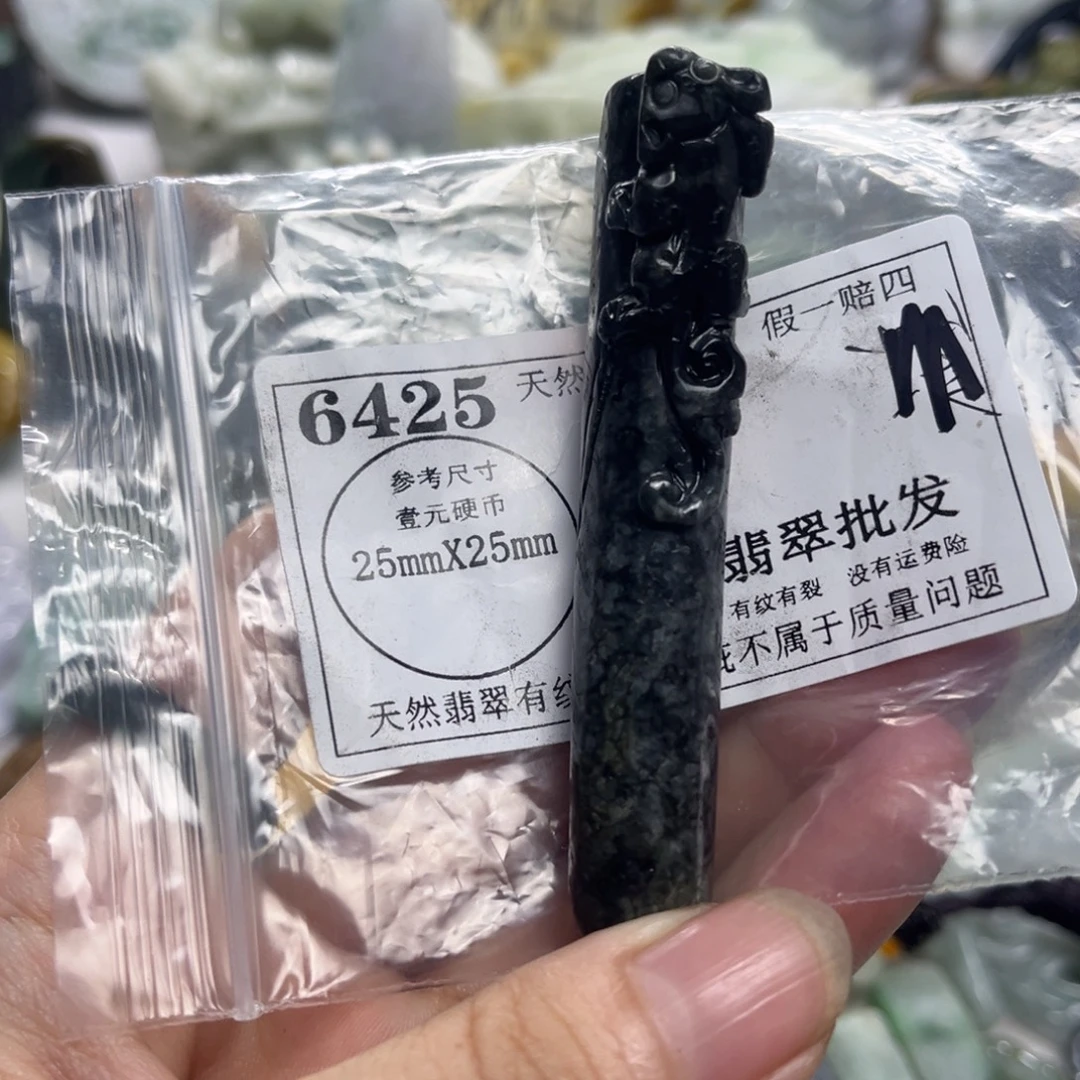 6425 天然
参考尺寸
壹元硬币
25mmX25mm
天然翡翠有纹
假一赔四
翡翠批发
有纹有裂 没有运费险
不属于质量问题